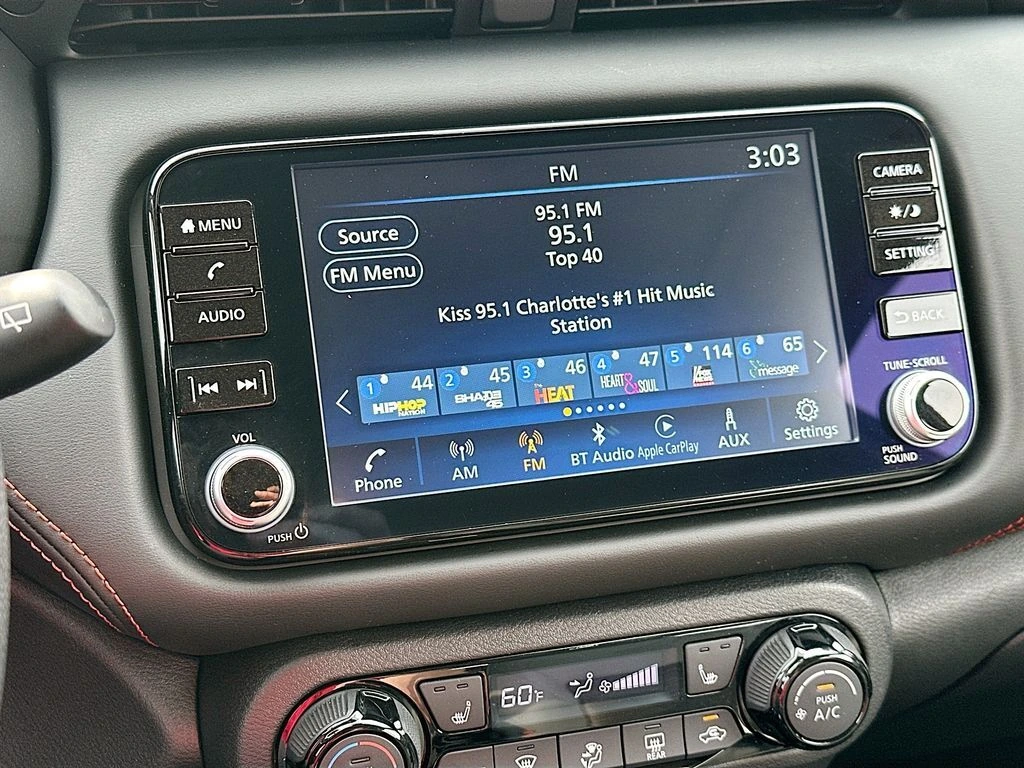 3:03
FM
95.1 FM
95.1
Top 40
Source
FM Menu
Kiss 95.1 Charlotte's #1 Hit Music
Station
1 44 2 45 3 46 4 47 5 114 6 65
HIPHOP
NATION
SHADE
45
The
HEAT
HEART & SOUL
message
Phone
AM
FM
BT Audio
Apple CarPlay
AUX
Settings
MENU
AUDIO
VOL
PUSH
CAMERA
SETTING
BACK
TUNE-SCROLL
PUSH
SOUND
60°F
PUSH
A/C
REAR